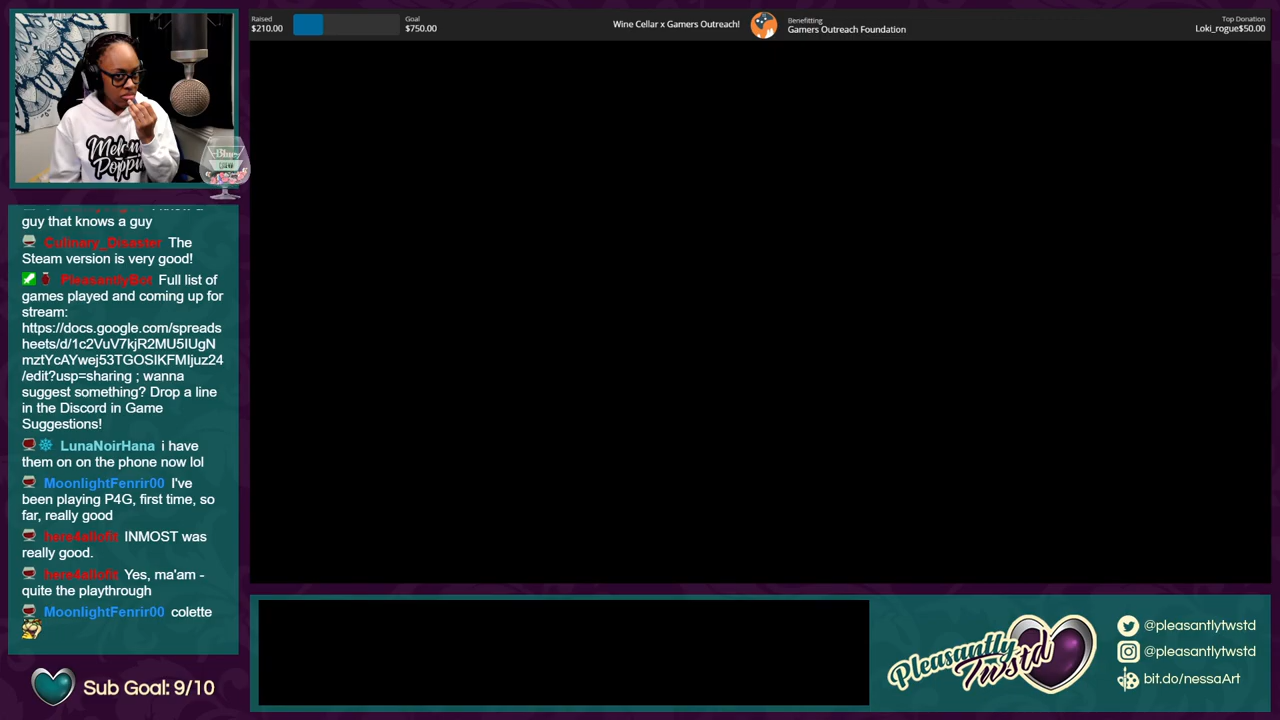 Raised
$210.00
Goal
$750.00
Wine Cellar x Gamers Outreach!
Benefitting
Gamers Outreach Foundation
Top Donation
Loki_rogue$50.00
guy that knows a guy
Culinary_Disaster The
Steam version is very good!
PleasantlyBot Full list of
games played and coming up for
stream:
https://docs.google.com/spreads
heets/d/1c2VuV7kjR2MU5IUgN
mztYcAYwej53TGOSIKFMIjuz24
/edit?usp=sharing ; wanna
suggest something? Drop a line
in the Discord in Game
Suggestions!
LunaNoirHana i have
them on on the phone now lol
MoonlightFenrir00 I've
been playing P4G, first time, so
far, really good
here4allofit INMOST was
really good.
here4allofit Yes, ma'am -
quite the playthrough
MoonlightFenrir00 colette
Sub Goal: 9/10
Pleasantly
Twstd
@pleasantlytwstd
@pleasantlytwstd
bit.do/nessaArt